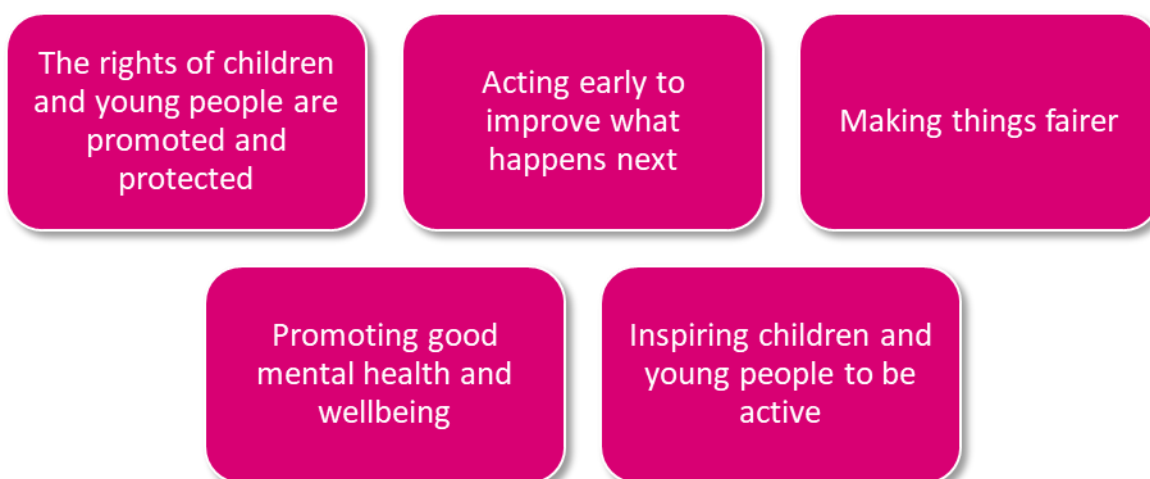 The rights of children
and young people are
promoted and
protected
Acting early to
improve what
happens next
Making things fairer
Promoting good
mental health and
wellbeing
Inspiring children and
young people to be
active